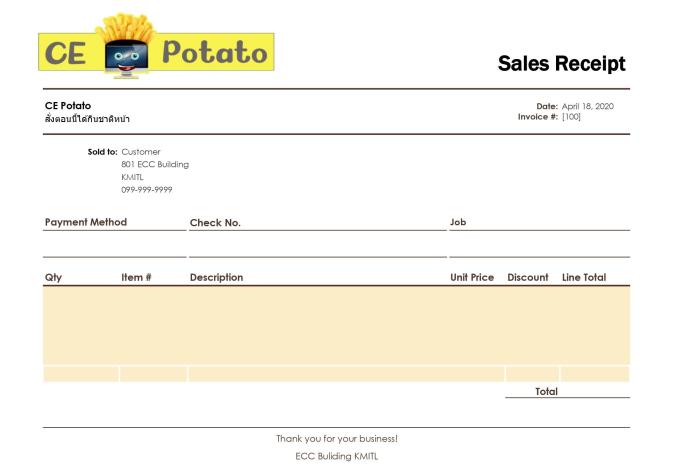 CE Potato
Sales Receipt
CE Potato
Date: April 18, 2020
สั่งตอนนี้ได้กินชาติหน้า
Invoice #: [100]
Sold to: Customer
801 ECC Building
KMITL
099-999-9999
Payment Method Check No. Job
Qty Item # Description Unit Price Discount Line Total
Total
Thank you for your business!
ECC Buliding KMITL